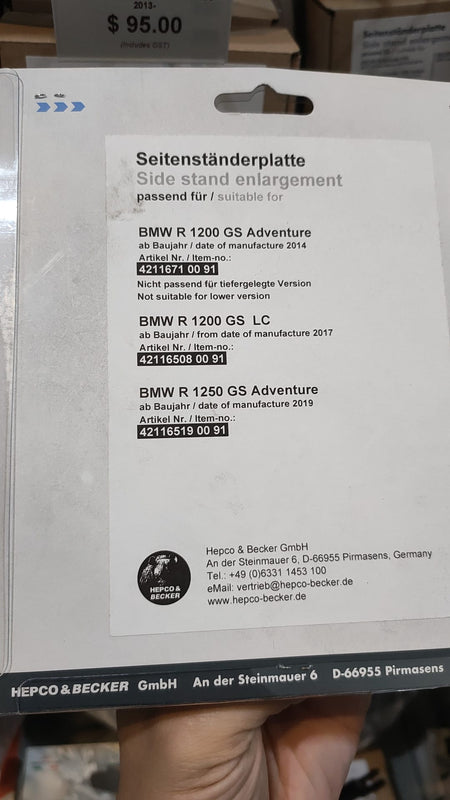 2013-
$ 95.00
(Includes GST)
Seitenständerplatte
Side stand enlargement
Seitenständerplatte
Side stand enlargement
passend für / suitable for
BMW R 1200 GS Adventure
ab Baujahr / date of manufacture 2014
Artikel Nr. / Item-no.:
4211671 00 91
Nicht passend für tiefergelegte Version
Not suitable for lower version
BMW R 1200 GS LC
ab Baujahr / from date of manufacture 2017
Artikel Nr. / Item-no.:
42116508 00 91
BMW R 1250 GS Adventure
ab Baujahr / date of manufacture 2019
Artikel Nr. / Item-no.:
42116519 00 91
HEPCO &
BECKER
Hepco & Becker GmbH
An der Steinmauer 6, D-66955 Pirmasens, Germany
Tel.: +49 (0)6331 1453 100
eMail: vertrieb@hepco-becker.de
www.hepco-becker.de
HEPCO & BECKER GmbH An der Steinmauer 6 D-66955 Pirmasens